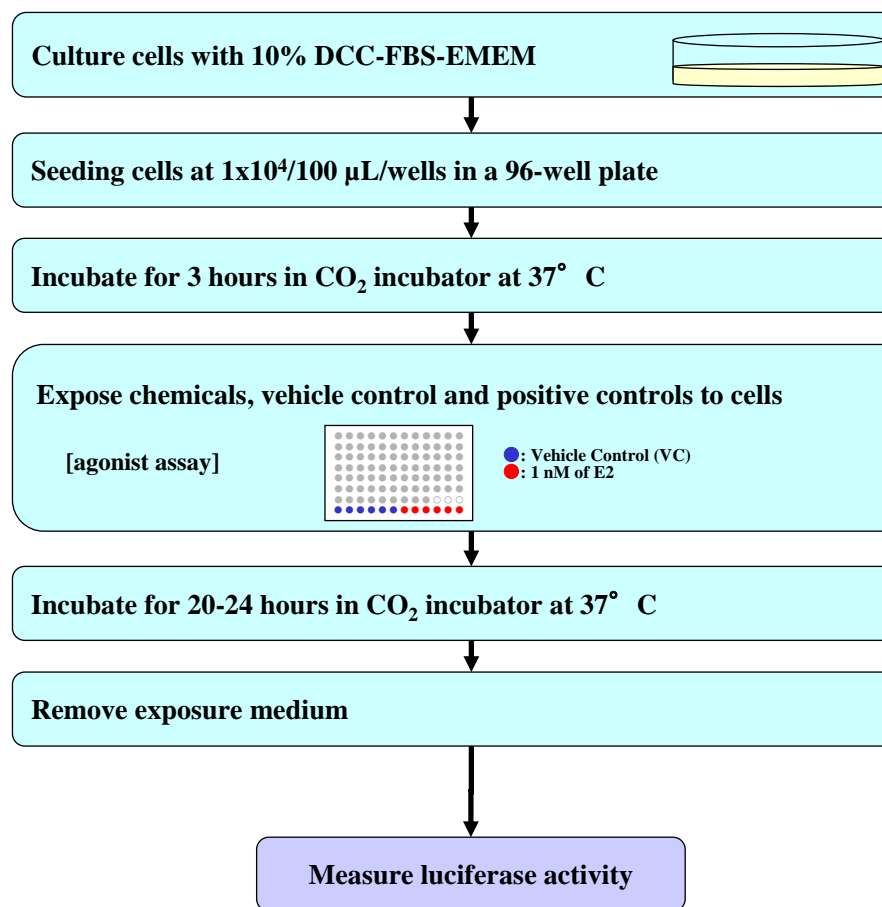 Culture cells with 10% DCC-FBS-EMEM
Seeding cells at 1x10⁴/100 µL/wells in a 96-well plate
Incubate for 3 hours in CO₂ incubator at 37° C
Expose chemicals, vehicle control and positive controls to cells
[agonist assay]
: Vehicle Control (VC)
: 1 nM of E2
Incubate for 20-24 hours in CO₂ incubator at 37° C
Remove exposure medium
Measure luciferase activity